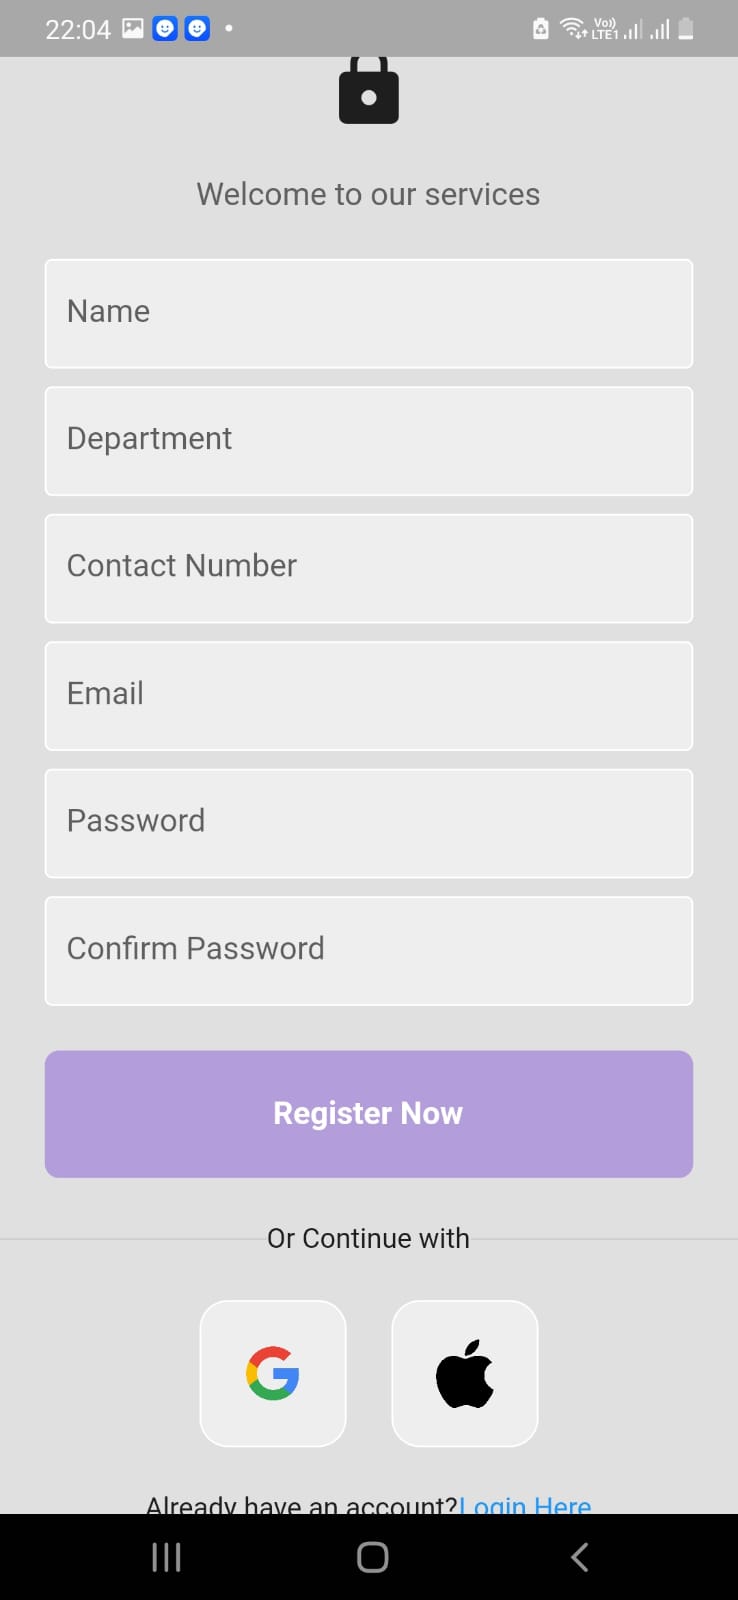 22:04
Vo))
LTE1
Welcome to our services
Name
Department
Contact Number
Email
Password
Confirm Password
Register Now
Or Continue with
Already have an account?Login Here